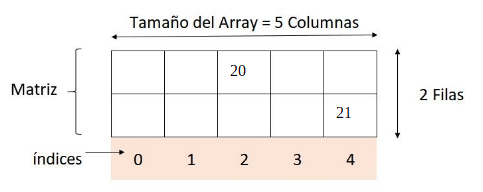 Tamaño del Array = 5 Columnas
20
Matriz
2 Filas
21
índices
0 1 2 3 4